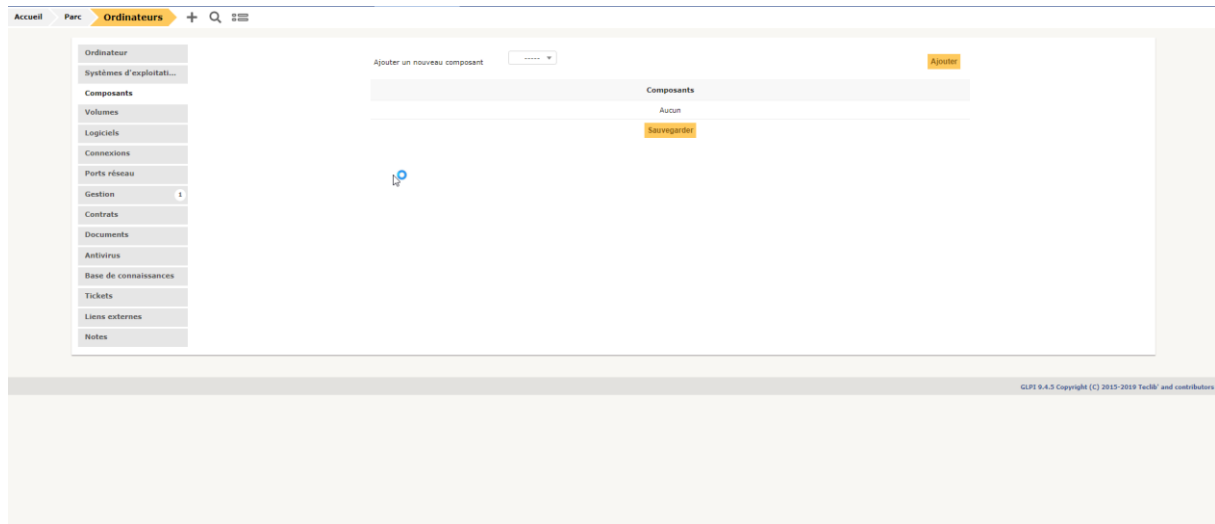 Accueil Parc Ordinateurs
Ordinateur
Ajouter un nouveau composant ----- Ajouter
Systèmes d'exploitati...
Composants
Composants
Volumes
Aucun
Logiciels
Sauvegarder
Connexions
Ports réseau
Gestion 1
Contrats
Documents
Antivirus
Base de connaissances
Tickets
Liens externes
Notes
GLPI 9.4.5 Copyright (C) 2015-2019 Teclib' and contributors